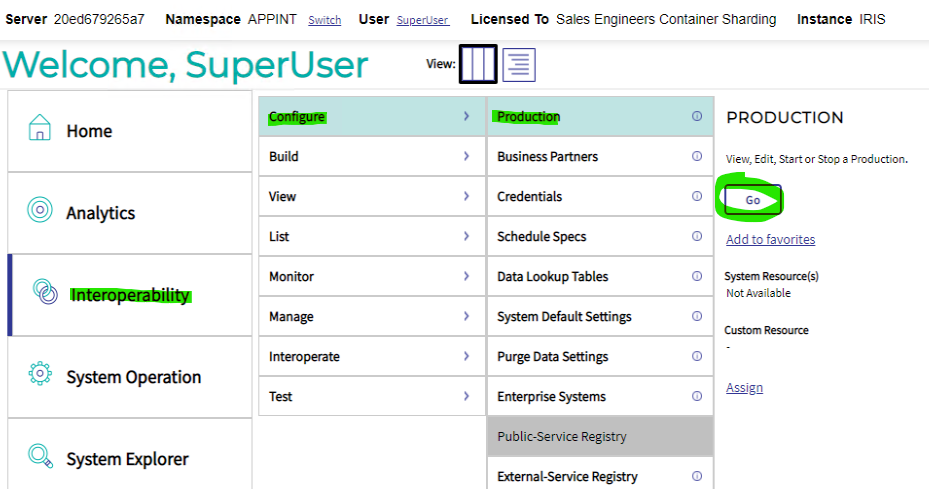 Server 20ed679265a7 Namespace APPINT Switch User SuperUser Licensed To Sales Engineers Container Sharding Instance IRIS
Welcome, SuperUser
View:
Home
Analytics
Interoperability
System Operation
System Explorer
Configure
Build
View
List
Monitor
Manage
Interoperate
Test
Production
Business Partners
Credentials
Schedule Specs
Data Lookup Tables
System Default Settings
Purge Data Settings
Enterprise Systems
Public-Service Registry
External-Service Registry
PRODUCTION
View, Edit, Start or Stop a Production.
Go
Add to favorites
System Resource(s)
Not Available
Custom Resource
-
Assign